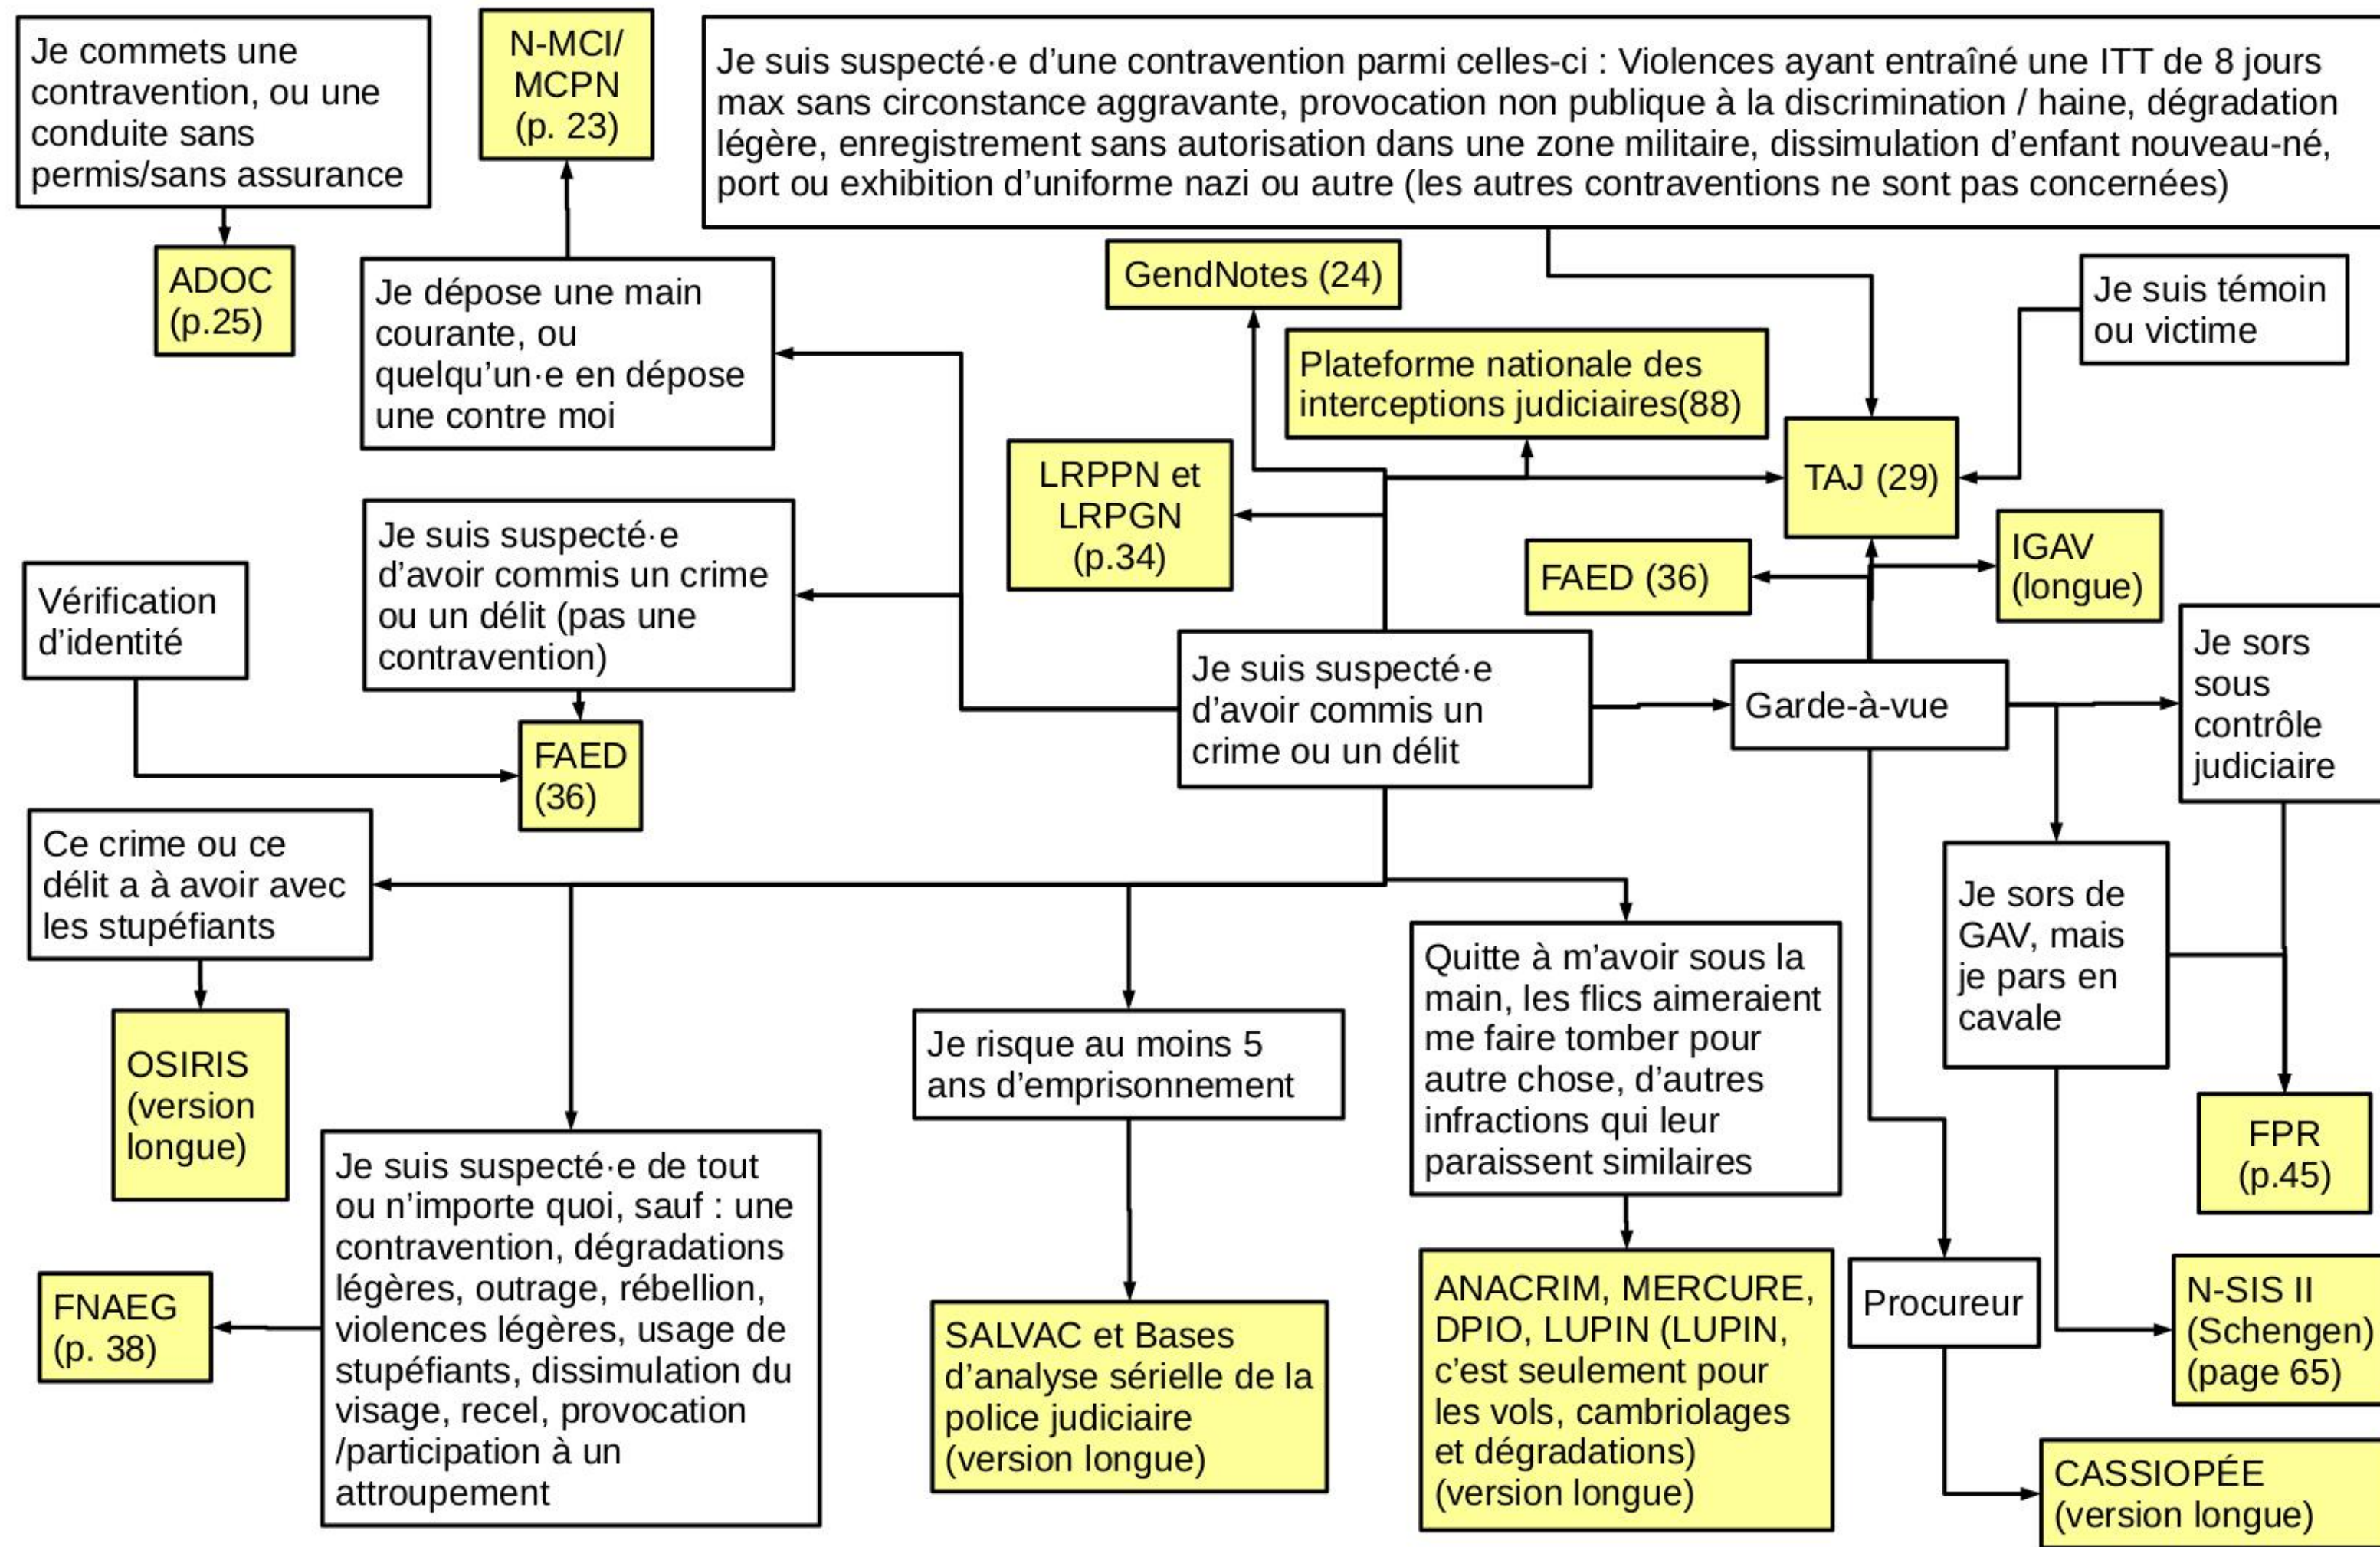 Je commets une
contravention, ou une
conduite sans
permis/sans assurance
N-MCI/
MCPN
(p. 23)
Je suis suspecté·e d’une contravention parmi celles-ci : Violences ayant entraîné une ITT de 8 jours
max sans circonstance aggravante, provocation non publique à la discrimination / haine, dégradation
légère, enregistrement sans autorisation dans une zone militaire, dissimulation d’enfant nouveau-né,
port ou exhibition d’uniforme nazi ou autre (les autres contraventions ne sont pas concernées)
ADOC
(p.25)
Je dépose une main
courante, ou
quelqu’un·e en dépose
une contre moi
GendNotes (24)
Je suis témoin
ou victime
Plateforme nationale des
interceptions judiciaires(88)
LRPPN et
LRPGN
(p.34)
TAJ (29)
Je suis suspecté·e
d’avoir commis un crime
ou un délit (pas une
contravention)
FAED (36)
IGAV
(longue)
Vérification
d’identité
Je suis suspecté·e
d’avoir commis un
crime ou un délit
Garde-à-vue
Je sors
sous
contrôle
judiciaire
FAED
(36)
Ce crime ou ce
délit a à avoir avec
les stupéfiants
Je sors de
GAV, mais
je pars en
cavale
Quitte à m’avoir sous la
main, les flics aimeraient
me faire tomber pour
autre chose, d’autres
infractions qui leur
paraissent similaires
OSIRIS
(version
longue)
Je risque au moins 5
ans d’emprisonnement
FPR
(p.45)
Je suis suspecté·e de tout
ou n’importe quoi, sauf : une
contravention, dégradations
légères, outrage, rébellion,
violences légères, usage de
stupéfiants, dissimulation du
visage, recel, provocation
/participation à un
attroupement
FNAEG
(p. 38)
SALVAC et Bases
d’analyse sérielle de la
police judiciaire
(version longue)
ANACRIM, MERCURE,
DPIO, LUPIN (LUPIN,
c’est seulement pour
les vols, cambriolages
et dégradations)
(version longue)
Procureur
N-SIS II
(Schengen)
(page 65)
CASSIOPÉE
(version longue)